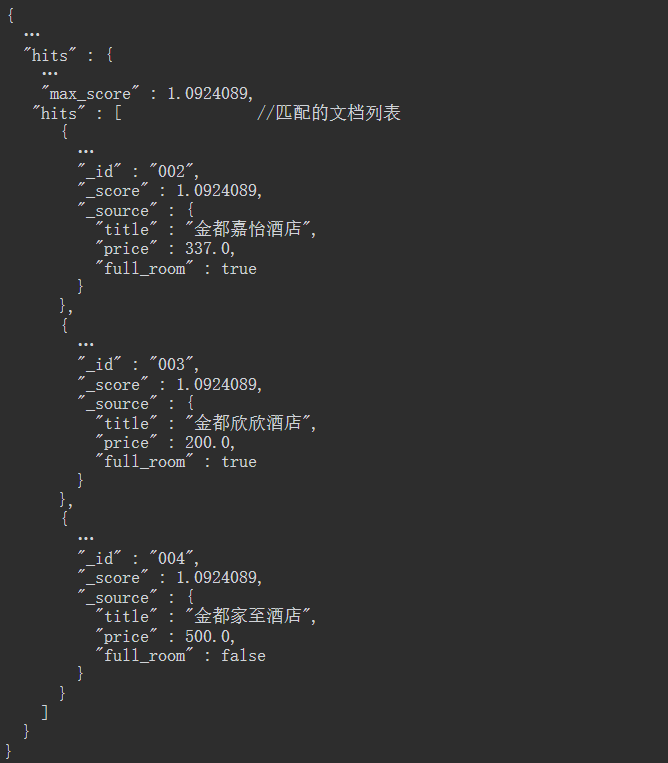 {
  …
  "hits" : {
    …
    "max_score" : 1.0924089,
   "hits" : [               //匹配的文档列表
      {
        …
        "_id" : "002",
        "_score" : 1.0924089,
        "_source" : {
          "title" : "金都嘉怡酒店",
          "price" : 337.0,
          "full_room" : true
        }
      },
      {
        …
        "_id" : "003",
        "_score" : 1.0924089,
        "_source" : {
          "title" : "金都欣欣酒店",
          "price" : 200.0,
          "full_room" : true
        }
      },
      {
        …
        "_id" : "004",
        "_score" : 1.0924089,
        "_source" : {
          "title" : "金都家至酒店",
          "price" : 500.0,
          "full_room" : false
        }
      }
    ]
  }
}